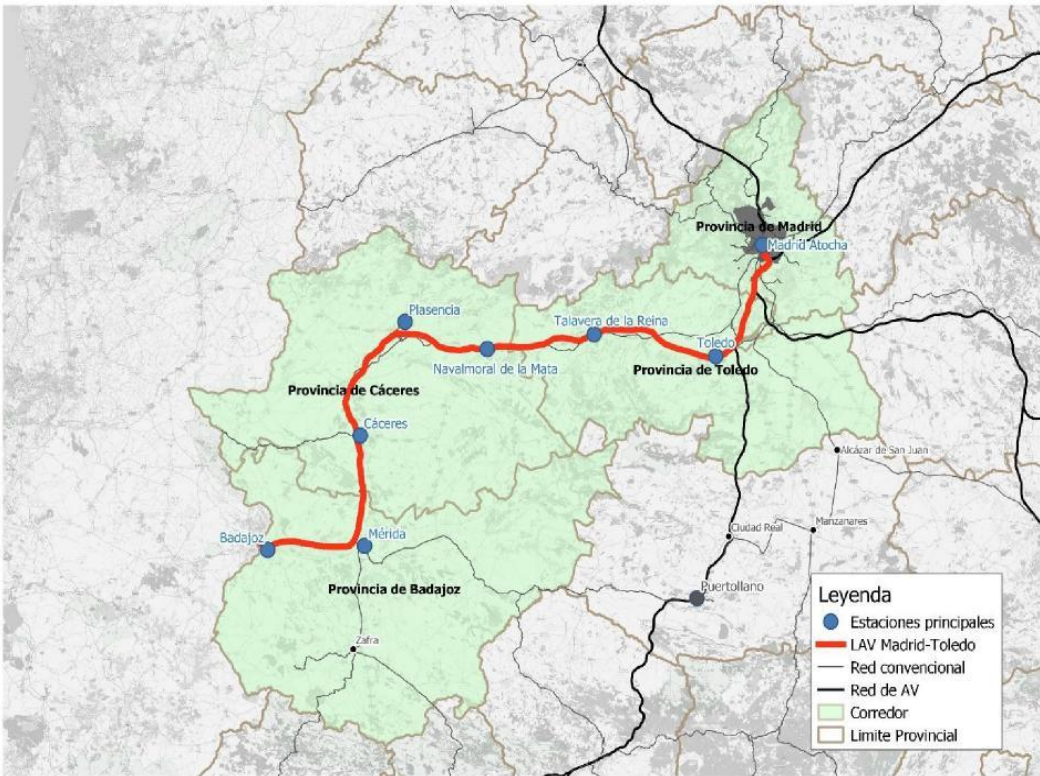 Provincia de Madrid
Madrid Atocha
Plasencia
Talavera de la Reina
Toledo
Navalmoral de la Mata
Provincia de Toledo
Provincia de Cáceres
Cáceres
Alcázar de San Juan
Badajoz
Mérida
Ciudad Real
Manzanares
Provincia de Badajoz
Puertollano
Zafra
Leyenda
Estaciones principales
LAV Madrid-Toledo
Red convencional
Red de AV
Corredor
Limite Provincial